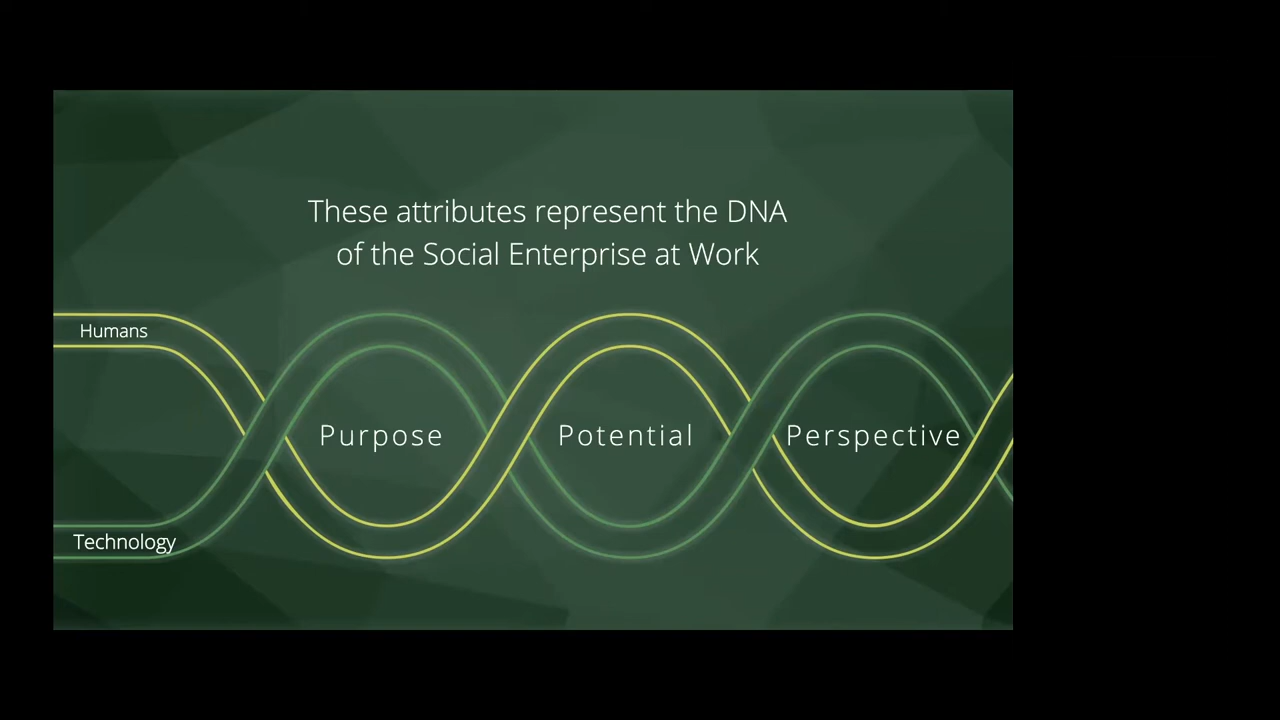 These attributes represent the DNA
of the Social Enterprise at Work
Humans
Purpose
Potential
Perspective
Technology